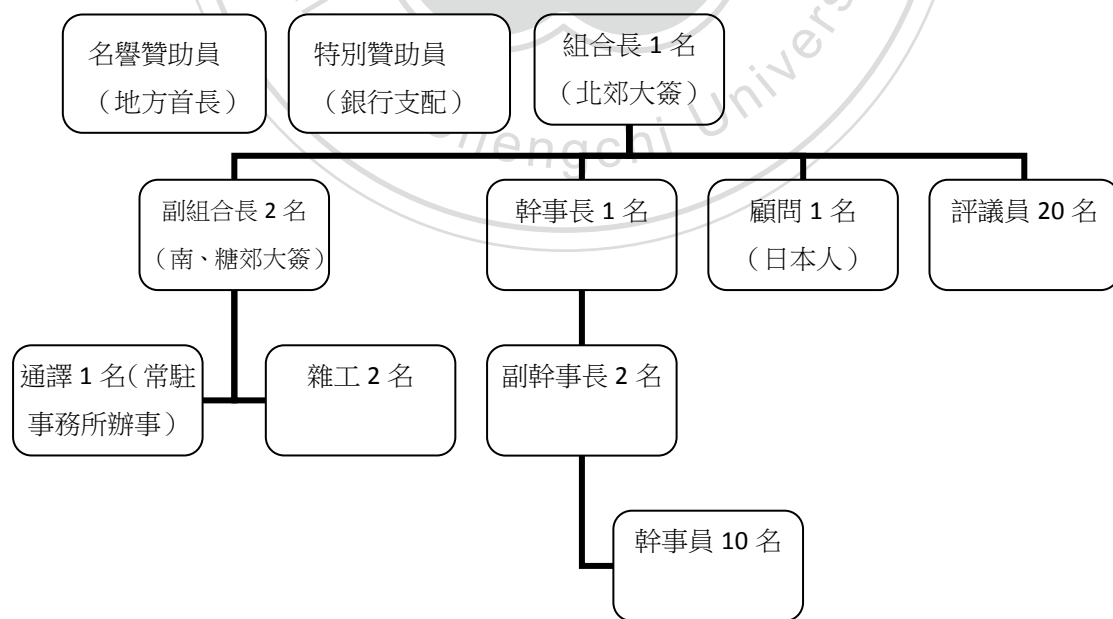 名譽贊助員
（地方首長）
特別贊助員
（銀行支配）
組合長 1 名
（北郊大簽）
Chengchi University
副組合長 2 名
（南、糖郊大簽）
幹事長 1 名
顧問 1 名
（日本人）
評議員 20 名
通譯 1 名（常駐
事務所辦事）
雜工 2 名
副幹事長 2 名
幹事員 10 名